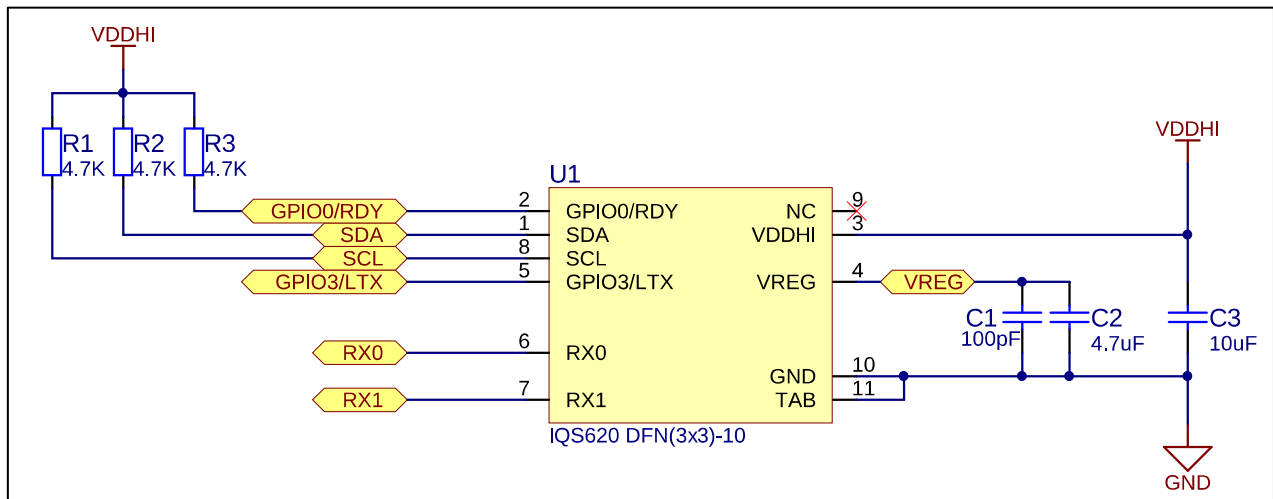 VDDHI
R1
4.7K
R2
4.7K
R3
4.7K
VDDHI
U1
GPIO0/RDY
2
GPIO0/RDY
NC
9
SDA
1
SDA
VDDHI
3
SCL
8
SCL
GPIO3/LTX
5
GPIO3/LTX
VREG
4
VREG
C1
100pF
C2
4.7uF
C3
10uF
RX0
6
RX0
GND
10
RX1
7
RX1
TAB
11
IQS620 DFN(3x3)-10
GND